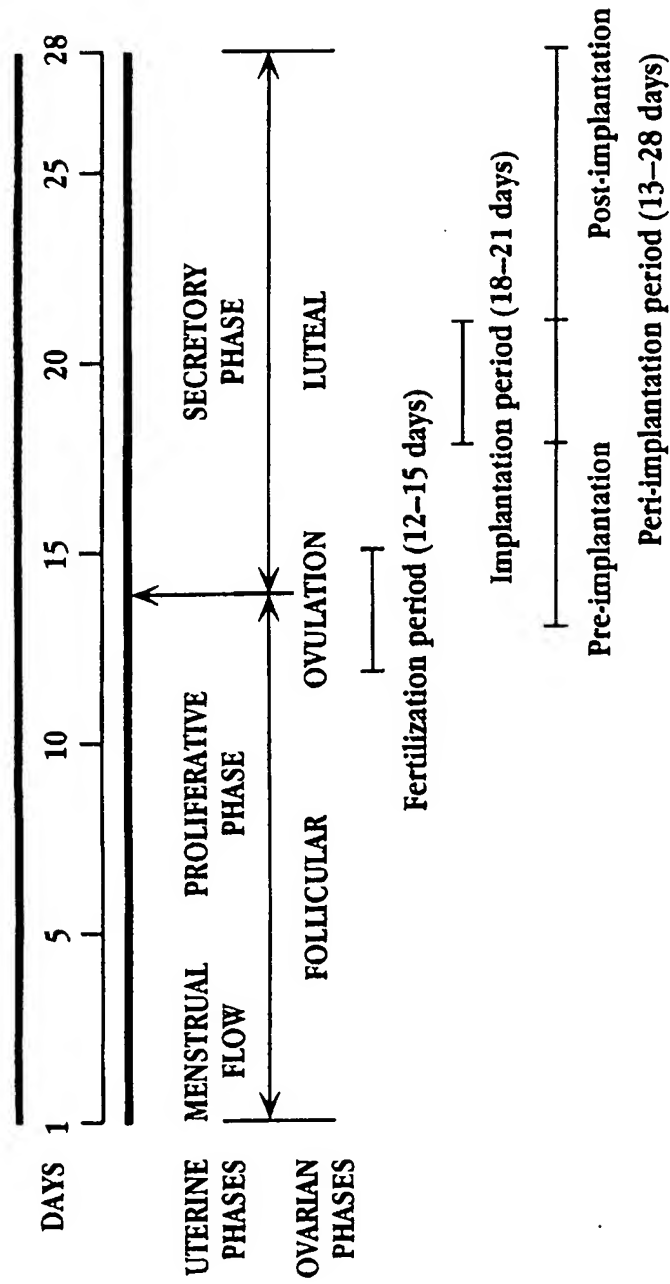 DAYS
1 5 10 15 20 25 28
UTERINE
PHASES
MENSTRUAL
FLOW
PROLIFERATIVE
PHASE
SECRETORY
PHASE
OVARIAN
PHASES
FOLLICULAR
OVULATION
LUTEAL
Fertilization period (12–15 days)
Implantation period (18–21 days)
Pre-implantation
Post-implantation
Peri-implantation period (13–28 days)